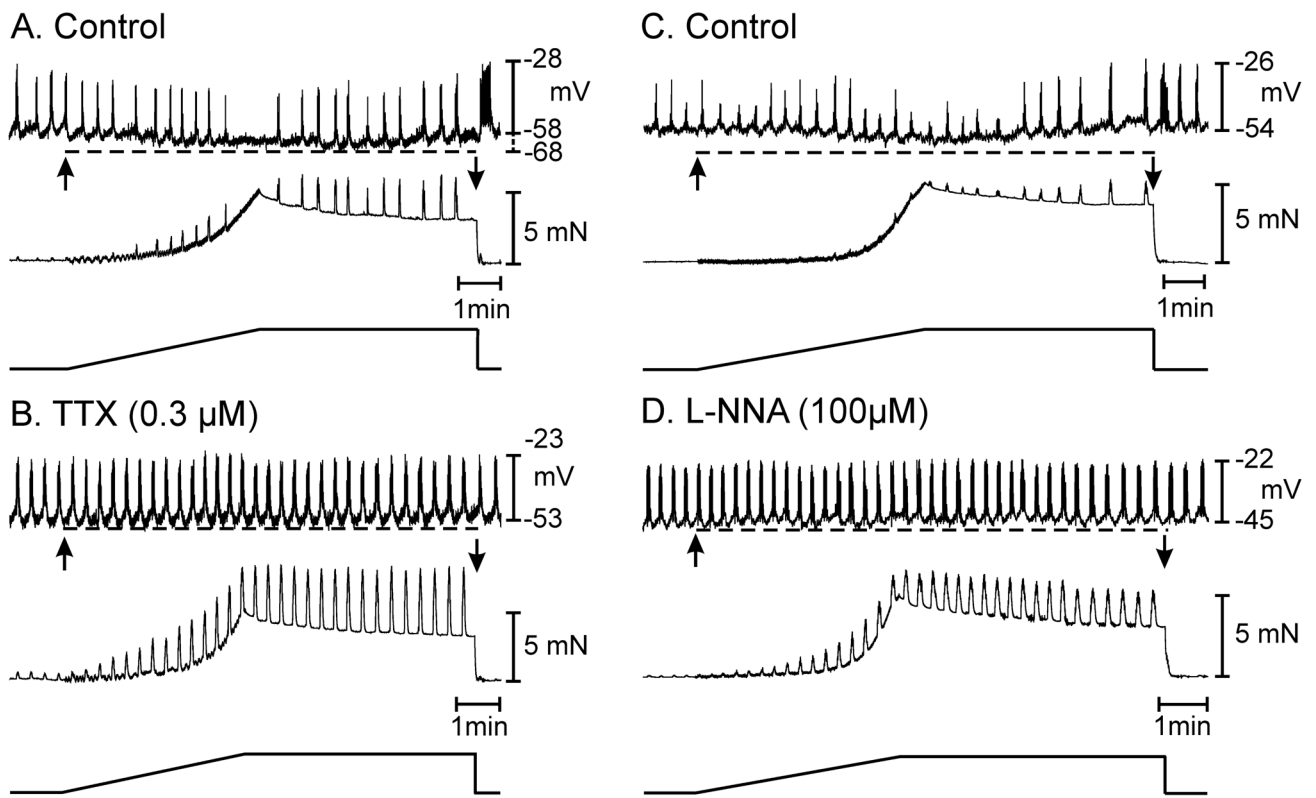 A. Control
-28
mV
-58
-68
5 mN
1min
B. TTX (0.3 µM)
-23
mV
-53
5 mN
1min
C. Control
-26
mV
-54
5 mN
1min
D. L-NNA (100µM)
-22
mV
-45
5 mN
1min